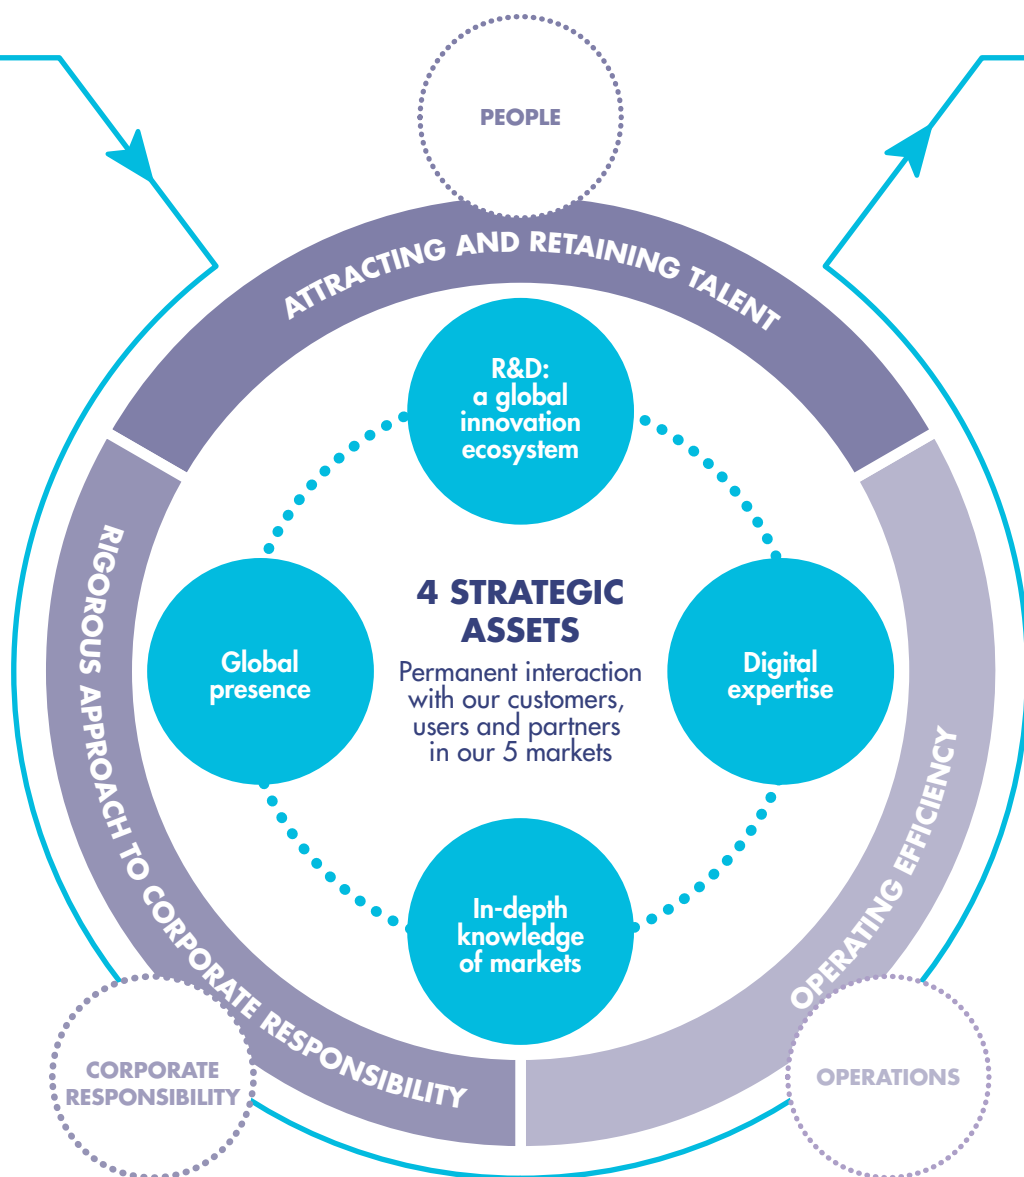 PEOPLE
ATTRACTING AND RETAINING TALENT
R&D:
a global
innovation
ecosystem
4 STRATEGIC
ASSETS
Permanent interaction
with our customers,
users and partners
in our 5 markets
Global
presence
Digital
expertise
In-depth
knowledge
of markets
RIGOROUS APPROACH TO CORPORATE RESPONSIBILITY
OPERATING EFFICIENCY
CORPORATE
RESPONSIBILITY
OPERATIONS